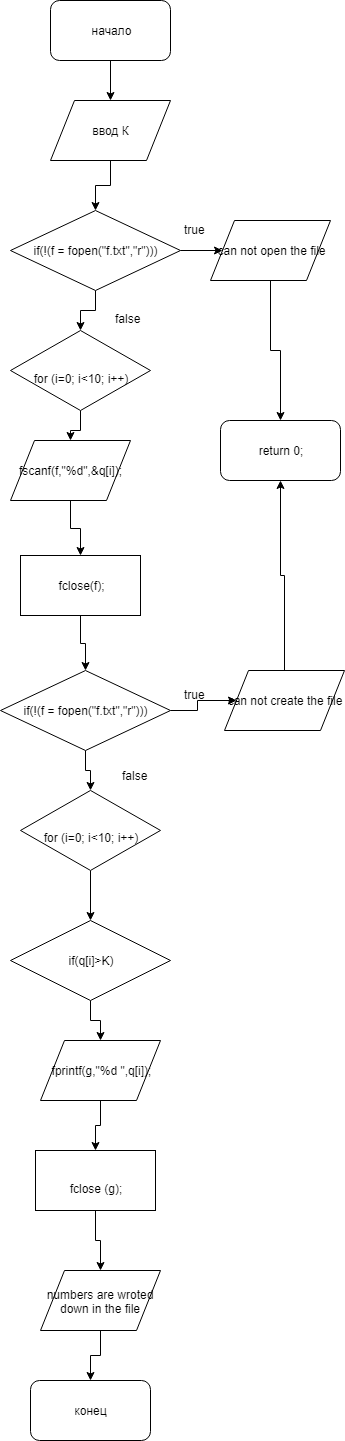 начало
ввод K
if(!(f = fopen("f.txt","r")))
true
can not open the file
false
for (i=0; i<10; i++)
fscanf(f,"%d",&q[i]);
return 0;
fclose(f);
if(!(f = fopen("f.txt","r")))
true
can not create the file
false
for (i=0; i<10; i++)
if(q[i]>K)
fprintf(g,"%d ",q[i]);
fclose (g);
numbers are wroted
down in the file
конец